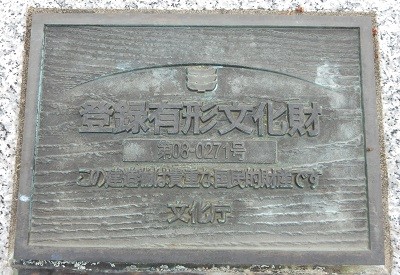 登録有形文化財
第08-0271号
この建造物は貴重な国民的財産です
文化庁